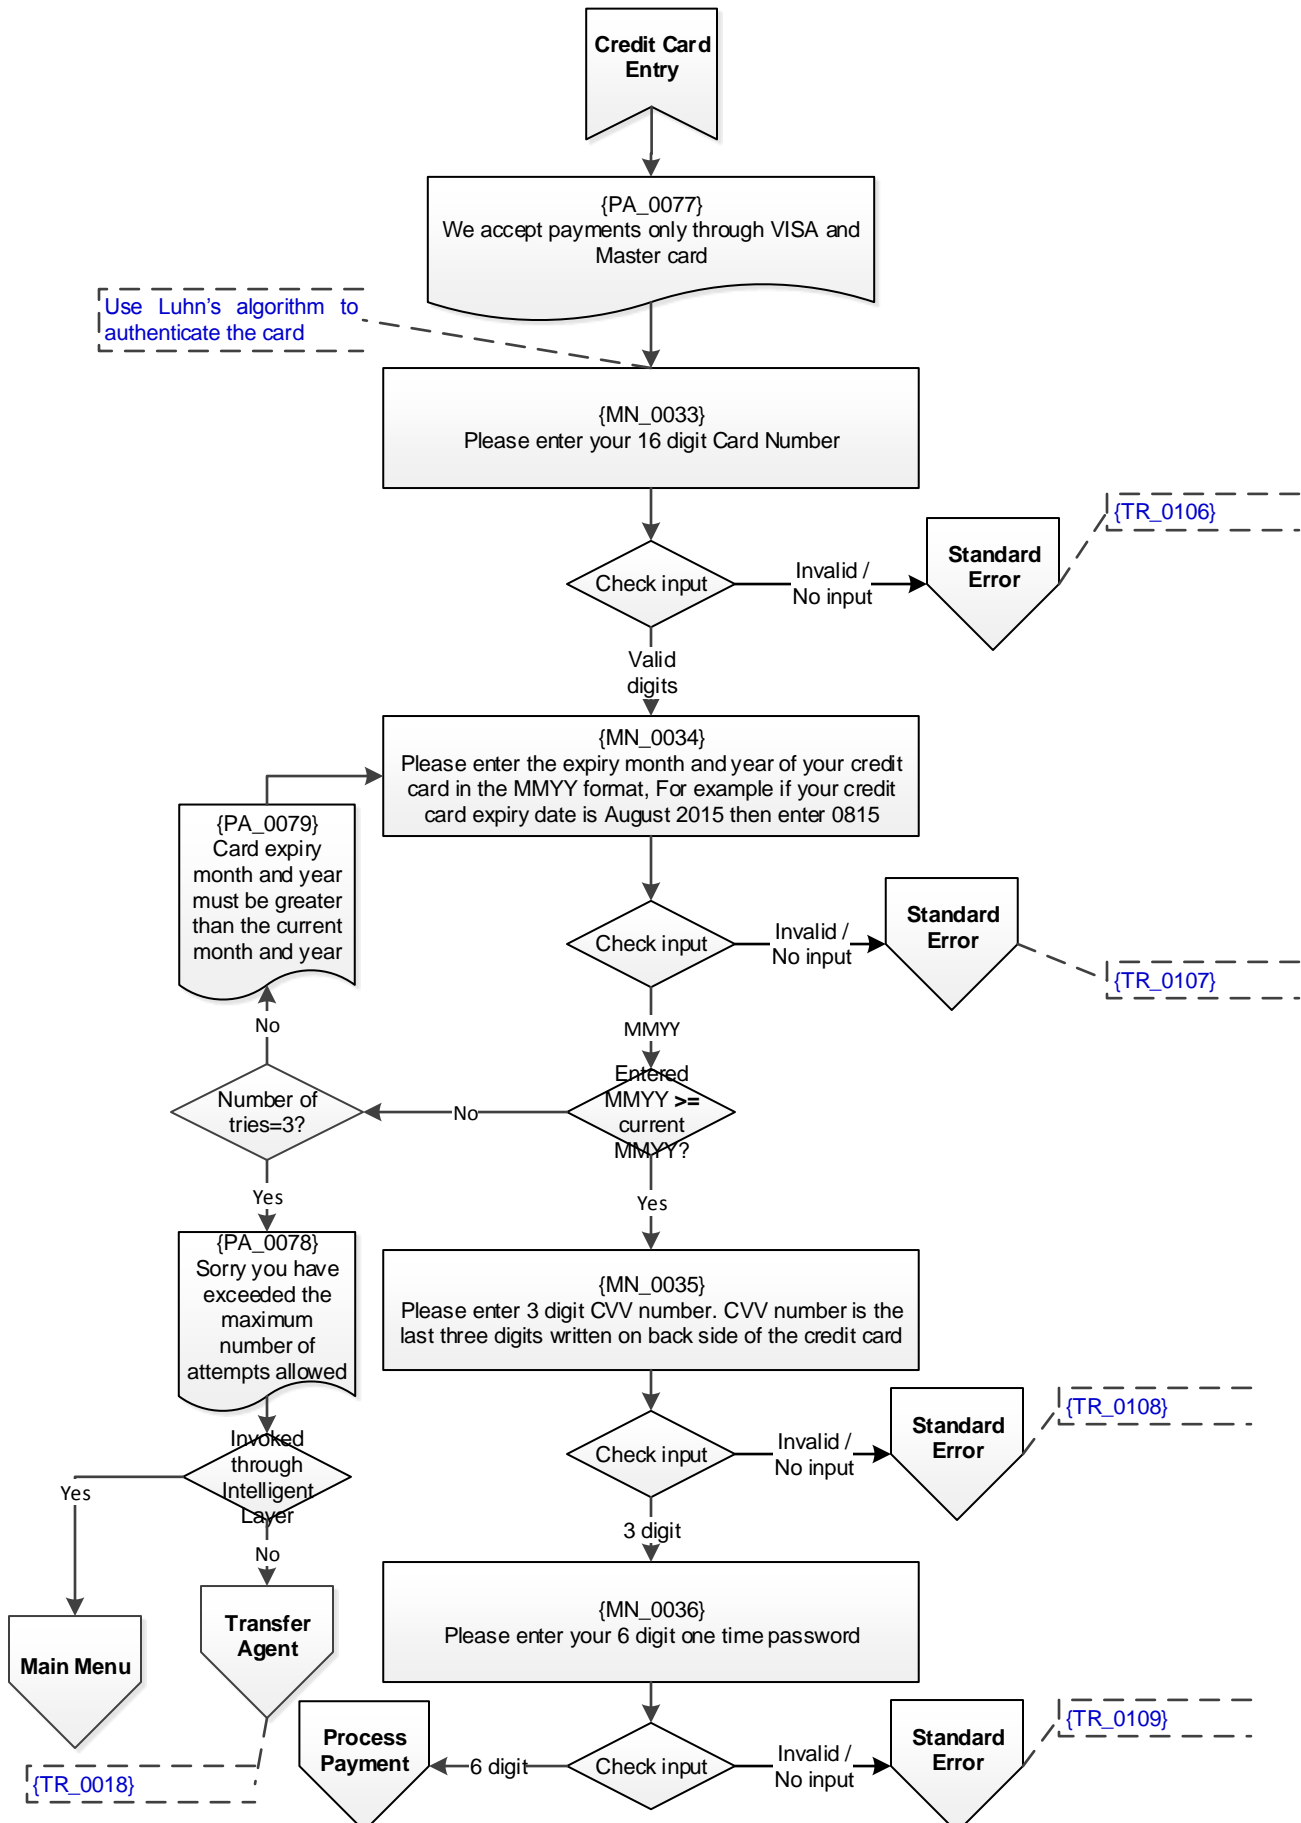 Credit Card
Entry
{PA_0077}
We accept payments only through VISA and
Master card
Use Luhn's algorithm to
authenticate the card
{MN_0033}
Please enter your 16 digit Card Number
{TR_0106}
Standard
Error
Check input
Invalid /
No input
Valid
digits
{MN_0034}
Please enter the expiry month and year of your credit
card in the MMYY format, For example if your credit
card expiry date is August 2015 then enter 0815
{PA_0079}
Card expiry
month and year
must be greater
than the current
month and year
Check input
Invalid /
No input
Standard
Error
{TR_0107}
No
MMYY
Number of
tries=3?
No
Entered
MMYY >=
current
MMYY?
Yes
Yes
{PA_0078}
Sorry you have
exceeded the
maximum
number of
attempts allowed
{MN_0035}
Please enter 3 digit CVV number. CVV number is the
last three digits written on back side of the credit card
{TR_0108}
Check input
Invalid /
No input
Standard
Error
Invoked
through
Intelligent
Layer
Yes
No
3 digit
{MN_0036}
Please enter your 6 digit one time password
Transfer
Agent
Main Menu
{TR_0109}
Process
Payment
6 digit
Check input
Invalid /
No input
Standard
Error
{TR_0018}